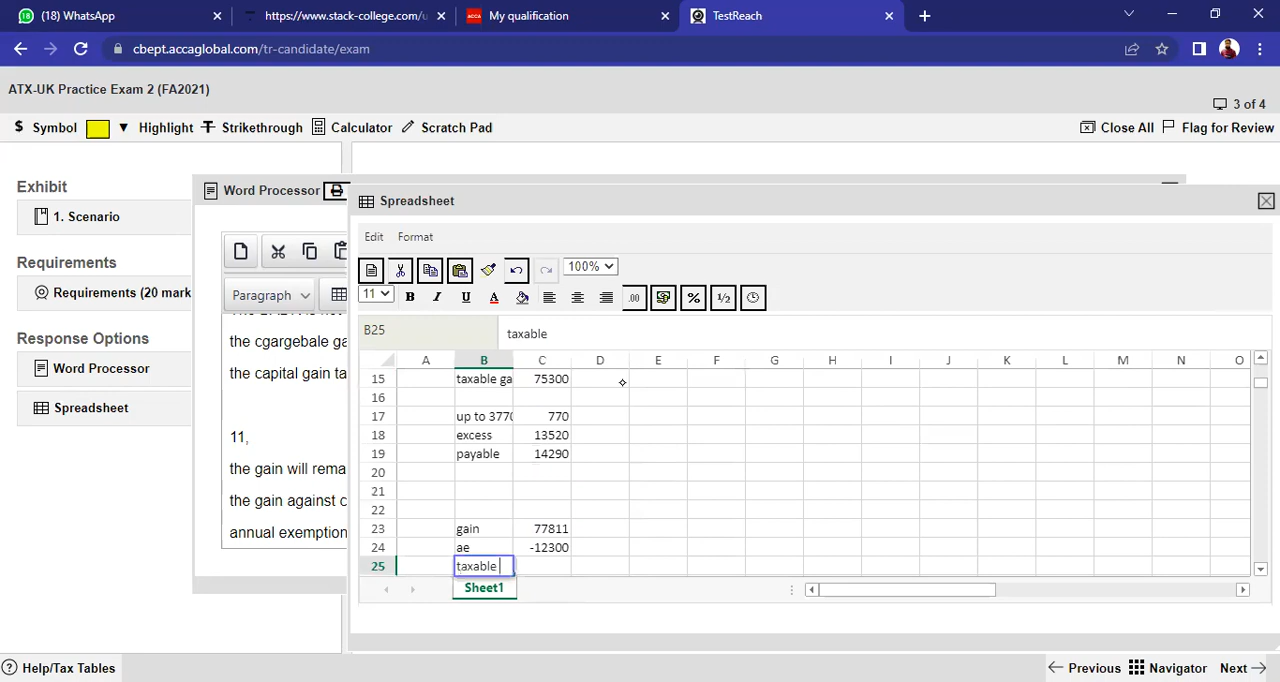 (18) WhatsApp
https://www.stack-college.com/u
ACCA My qualification
TestReach
cbept.accaglobal.com/tr-candidate/exam
ATX-UK Practice Exam 2 (FA2021)
3 of 4
$ Symbol Highlight Strikethrough Calculator Scratch Pad Close All Flag for Review
Exhibit
1. Scenario
Requirements
Requirements (20 mark
Response Options
Word Processor
Spreadsheet
Word Processor
Paragraph
the cgargebale ga
the capital gain ta
11,
the gain will rema
the gain against c
annual exemption
Spreadsheet
Edit Format
100%
11 B I U A .00 % 1/2
B25 taxable
A B C D E F G H I J K L M N O
15 taxable ga 75300
16
17 up to 3770 770
18 excess 13520
19 payable 14290
20
21
23 gain 77811
24 ae -12300
25 taxable
Sheet1
Help/Tax Tables
Previous Navigator Next